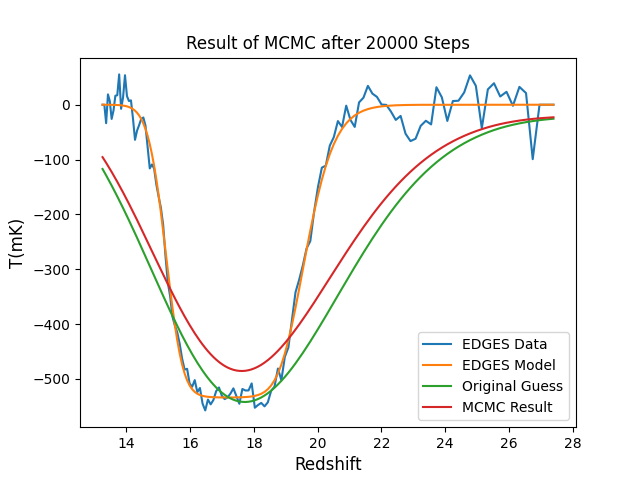 Result of MCMC after 20000 Steps
T(mK)
0
−100
−200
−300
−400
−500
EDGES Data
EDGES Model
Original Guess
MCMC Result
14 16 18 20 22 24 26 28
Redshift